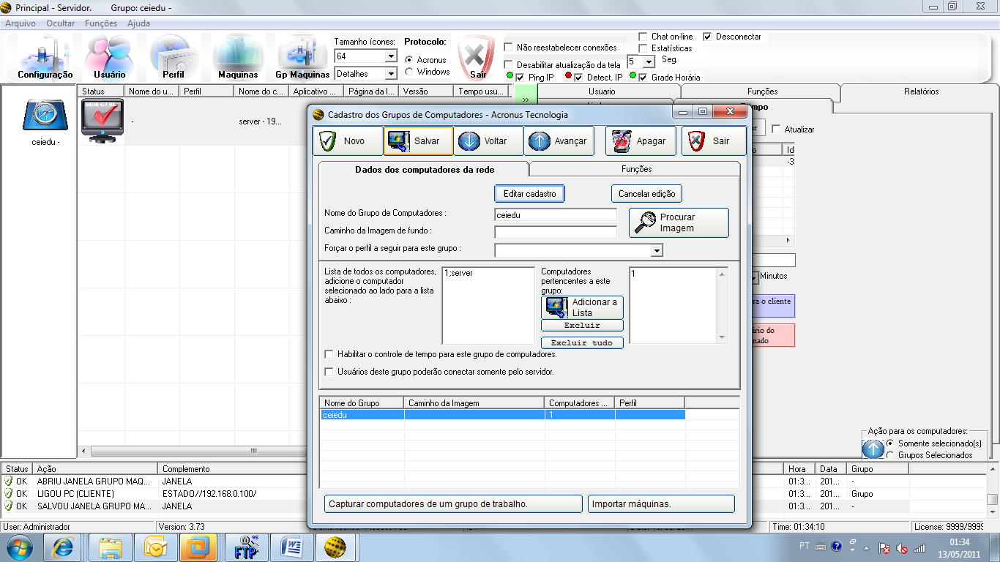 Principal - Servidor. Grupo: ceiedu -
Arquivo Ocultar Funções Ajuda
Configuração
Usuário
Perfil
Maquinas
Gp Maquinas
Tamanho ícones:
64
Detalhes
Protocolo:
Acronus
Windows
Sair
Não reestabelecer conexões
Desabilitar atualização da tela
5 Seg.
Chat on-line
Desconectar
Estatísticas
Ping IP
Detect. IP
Grade Horária
ceiedu -
Status Nome do u... Perfil Nome do c... Aplicativo ... Página da I... Versão Tempo usu...
SEM CTRL
- server - 19...
>>
Usuario Funções Relatórios
Atualizar
Id
-3
Minutos
ra o cliente
Cadastro dos Grupos de Computadores - Acronus Tecnologia
Novo Salvar Voltar Avançar Apagar Sair
Dados dos computadores da rede Funções
Editar cadastro Cancelar edição
Nome do Grupo de Computadores : ceiedu
Procurar
Imagem
Caminho da Imagem de fundo :
Forçar o perfil a seguir para este grupo :
Lista de todos os computadores,
adicione o computador
selecionado ao lado para a lista
abaixo :
1;server
Computadores
pertencentes a este
grupo:
Adicionar a
Lista
Excluir
Excluir tudo
1
Habilitar o controle de tempo para este grupo de computadores.
Usuários deste grupo poderão conectar somente pelo servidor.
Nome do Grupo Caminho da Imagem Computadores ... Perfil
ceiedu 1
Capturar computadores de um grupo de trabalho. Importar máquinas.
Ação para os computadores:
Somente selecionado(s)
Grupos Selecionados
Status Ação Complemento Hora Data Grupo
OK ABRIU JANELA GRUPO MAQ... JANELA 01:3... 201... -
OK LIGOU PC (CLIENTE) ESTADO//192.168.0.100/ 01:3... 201... Grupo
OK SALVOU JANELA GRUPO MA... JANELA 01:3... 201... -
User: Administrador Version: 3.73 Time: 01:34:10 License: 9999/9999
FTP
95
PT
01:34
13/05/2011